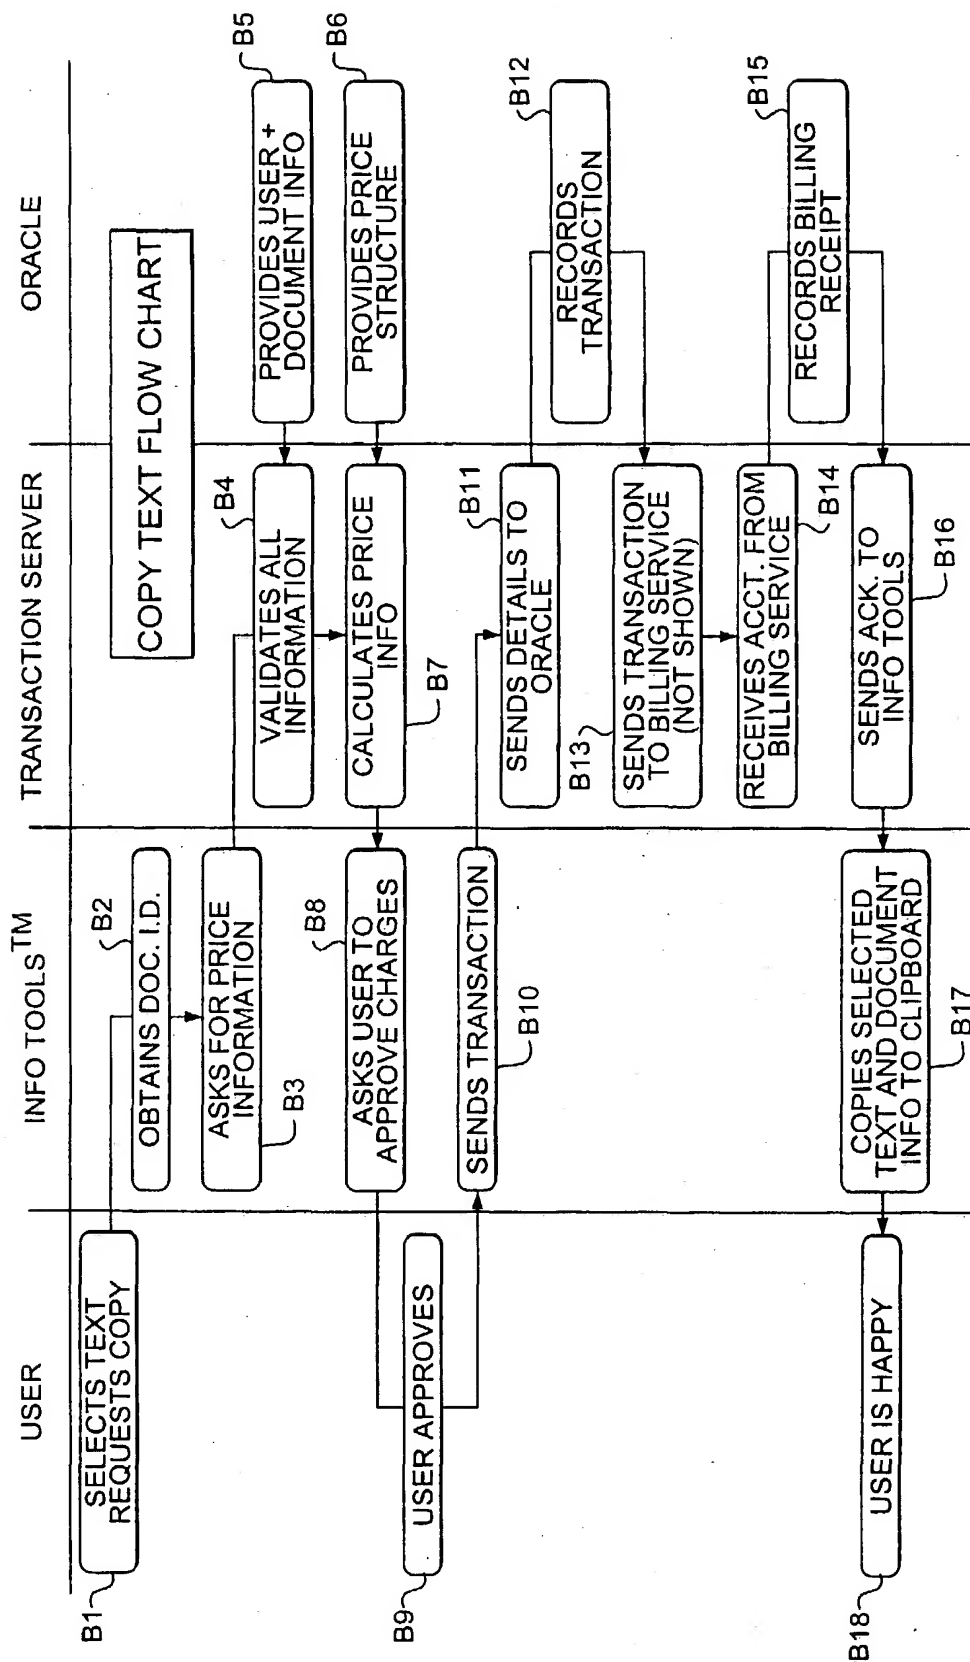 USER
INFO TOOLS™
TRANSACTION SERVER
ORACLE
COPY TEXT FLOW CHART
B1
SELECTS TEXT
REQUESTS COPY
B2
OBTAINS DOC. I.D.
ASKS FOR PRICE
INFORMATION
B3
B4
VALIDATES ALL
INFORMATION
B5
PROVIDES USER +
DOCUMENT INFO
B6
PROVIDES PRICE
STRUCTURE
CALCULATES PRICE
INFO
B7
B8
ASKS USER TO
APPROVE CHARGES
B9
USER APPROVES
SENDS TRANSACTION
B10
B11
SENDS DETAILS TO
ORACLE
B12
RECORDS
TRANSACTION
B13
SENDS TRANSACTION
TO BILLING SERVICE
(NOT SHOWN)
RECEIVES ACCT. FROM
BILLING SERVICE
B14
B15
RECORDS BILLING
RECEIPT
SENDS ACK. TO
INFO TOOLS
B16
COPIES SELECTED
TEXT AND DOCUMENT
INFO TO CLIPBOARD
B17
B18
USER IS HAPPY